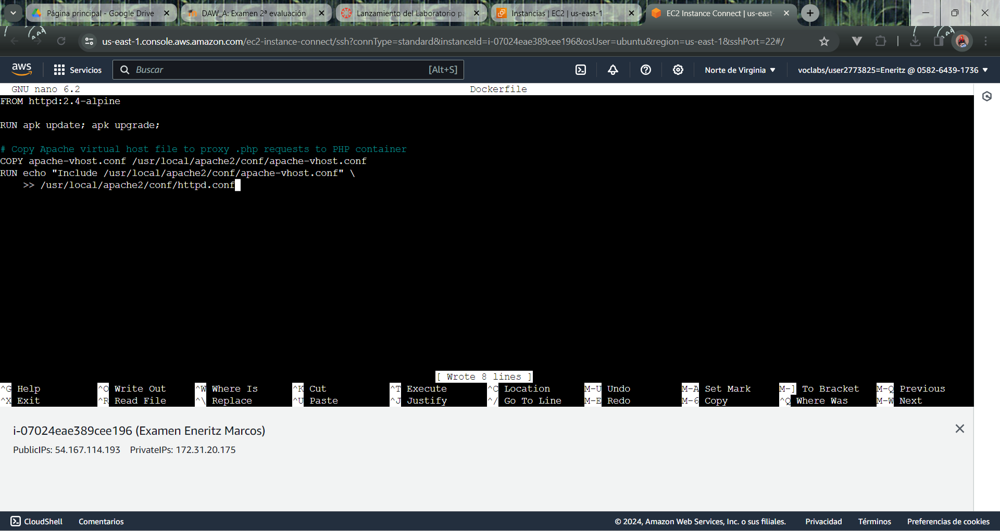 Página principal - Google Drive
DAW_A: Examen 2ª evaluación
Lanzamiento del Laboratorio pa
Instancias | EC2 | us-east-1
EC2 Instance Connect | us-east-
us-east-1.console.aws.amazon.com/ec2-instance-connect/ssh?connType=standard&instanceId=i-07024eae389cee196&osUser=ubuntu&region=us-east-1&sshPort=22#/
aws
Servicios
Buscar
[Alt+S]
Norte de Virginia
voclabs/user2773825=Eneritz @ 0582-6439-1736
GNU nano 6.2 Dockerfile
FROM httpd:2.4-alpine
RUN apk update; apk upgrade;
# Copy Apache virtual host file to proxy .php requests to PHP container
COPY apache-vhost.conf /usr/local/apache2/conf/apache-vhost.conf
RUN echo "Include /usr/local/apache2/conf/apache-vhost.conf" \
>> /usr/local/apache2/conf/httpd.conf
[ Wrote 8 lines ]
^G Help ^O Write Out ^W Where Is ^K Cut ^T Execute ^C Location M-U Undo M-A Set Mark M-] To Bracket M-Q Previous
^X Exit ^R Read File ^\ Replace ^U Paste ^J Justify ^/ Go To Line M-E Redo M-6 Copy ^Q Where Was M-W Next
i-07024eae389cee196 (Examen Eneritz Marcos)
PublicIPs: 54.167.114.193 PrivateIPs: 172.31.20.175
CloudShell
Comentarios
© 2024, Amazon Web Services, Inc. o sus filiales.
Privacidad
Términos
Preferencias de cookies